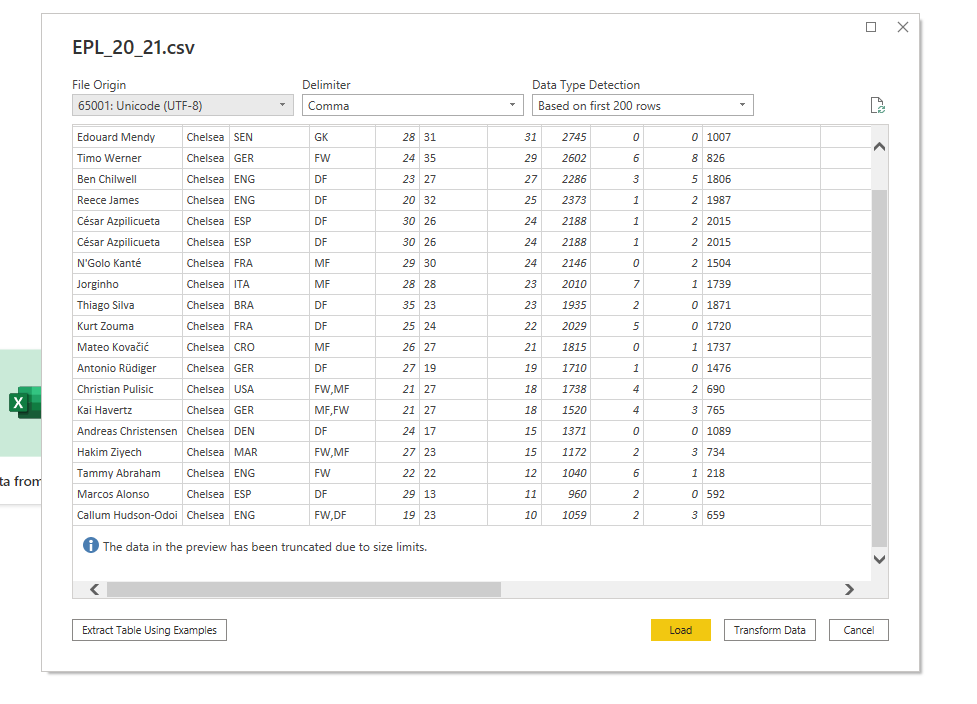 EPL_20_21.csv
File Origin Delimiter Data Type Detection
65001: Unicode (UTF-8) Comma Based on first 200 rows
Edouard Mendy Chelsea SEN GK 28 31 31 2745 0 0 1007
Timo Werner Chelsea GER FW 24 35 29 2602 6 8 826
Ben Chilwell Chelsea ENG DF 23 27 27 2286 3 5 1806
Reece James Chelsea ENG DF 20 32 25 2373 1 2 1987
César Azpilicueta Chelsea ESP DF 30 26 24 2188 1 2 2015
César Azpilicueta Chelsea ESP DF 30 26 24 2188 1 2 2015
N'Golo Kanté Chelsea FRA MF 29 30 24 2146 0 2 1504
Jorginho Chelsea ITA MF 28 28 23 2010 7 1 1739
Thiago Silva Chelsea BRA DF 35 23 23 1935 2 0 1871
Kurt Zouma Chelsea FRA DF 25 24 22 2029 5 0 1720
Mateo Kovačić Chelsea CRO MF 26 27 21 1815 0 1 1737
Antonio Rüdiger Chelsea GER DF 27 19 19 1710 1 0 1476
Christian Pulisic Chelsea USA FW,MF 21 27 18 1738 4 2 690
Kai Havertz Chelsea GER MF,FW 21 27 18 1520 4 3 765
Andreas Christensen Chelsea DEN DF 24 17 15 1371 0 0 1089
Hakim Ziyech Chelsea MAR FW,MF 27 23 15 1172 2 3 734
Tammy Abraham Chelsea ENG FW 22 22 12 1040 6 1 218
Marcos Alonso Chelsea ESP DF 29 13 11 960 2 0 592
Callum Hudson-Odoi Chelsea ENG FW,DF 19 23 10 1059 2 3 659
X
ta from
The data in the preview has been truncated due to size limits.
Extract Table Using Examples Load Transform Data Cancel